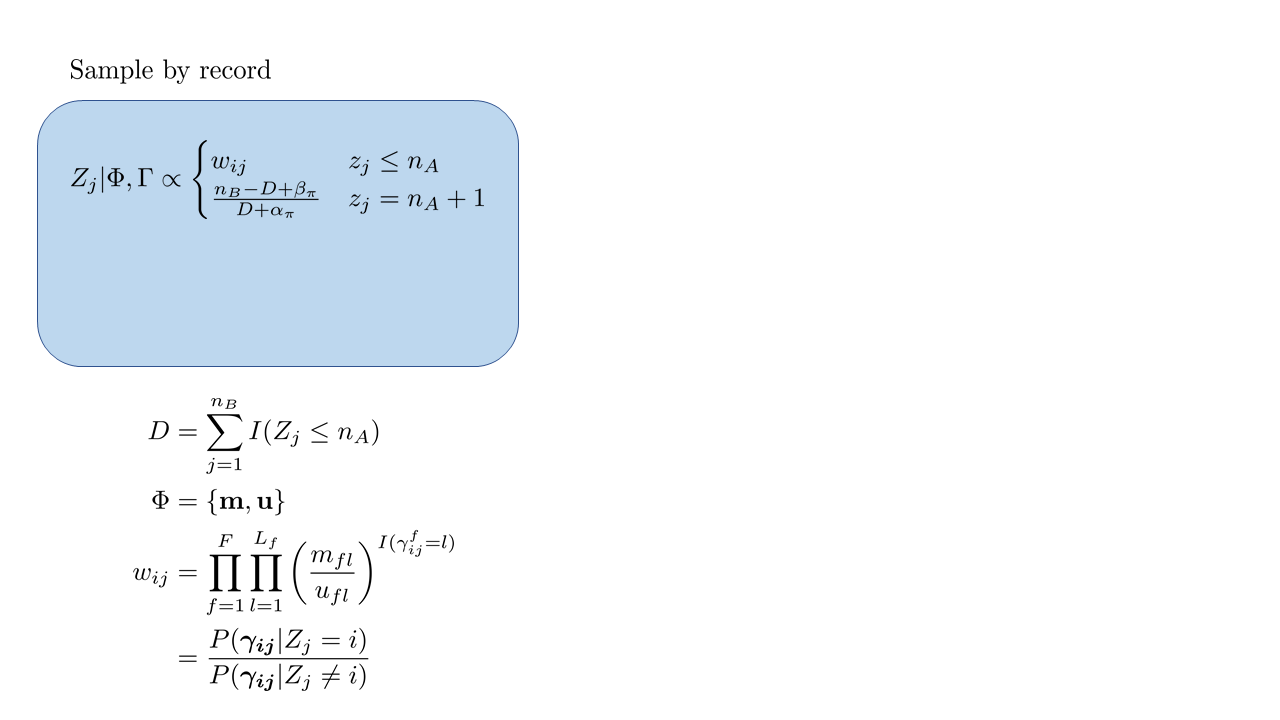 Sample by record
$Z_j | \Phi, \Gamma \propto \begin{cases} w_{ij} & z_j \leq n_A \\ \frac{n_B - D + \beta_\pi}{D + \alpha_\pi} & z_j = n_A + 1 \end{cases}$
$D = \sum_{j=1}^{n_B} I(Z_j \leq n_A)$
$\Phi = \{\mathbf{m}, \mathbf{u}\}$
$w_{ij} = \prod_{f=1}^{F} \prod_{l=1}^{L_f} \left( \frac{m_{fl}}{u_{fl}} \right)^{I(\gamma_{ij}^f = l)}$
$= \frac{P(\boldsymbol{\gamma_{ij}} | Z_j = i)}{P(\boldsymbol{\gamma_{ij}} | Z_j \neq i)}$